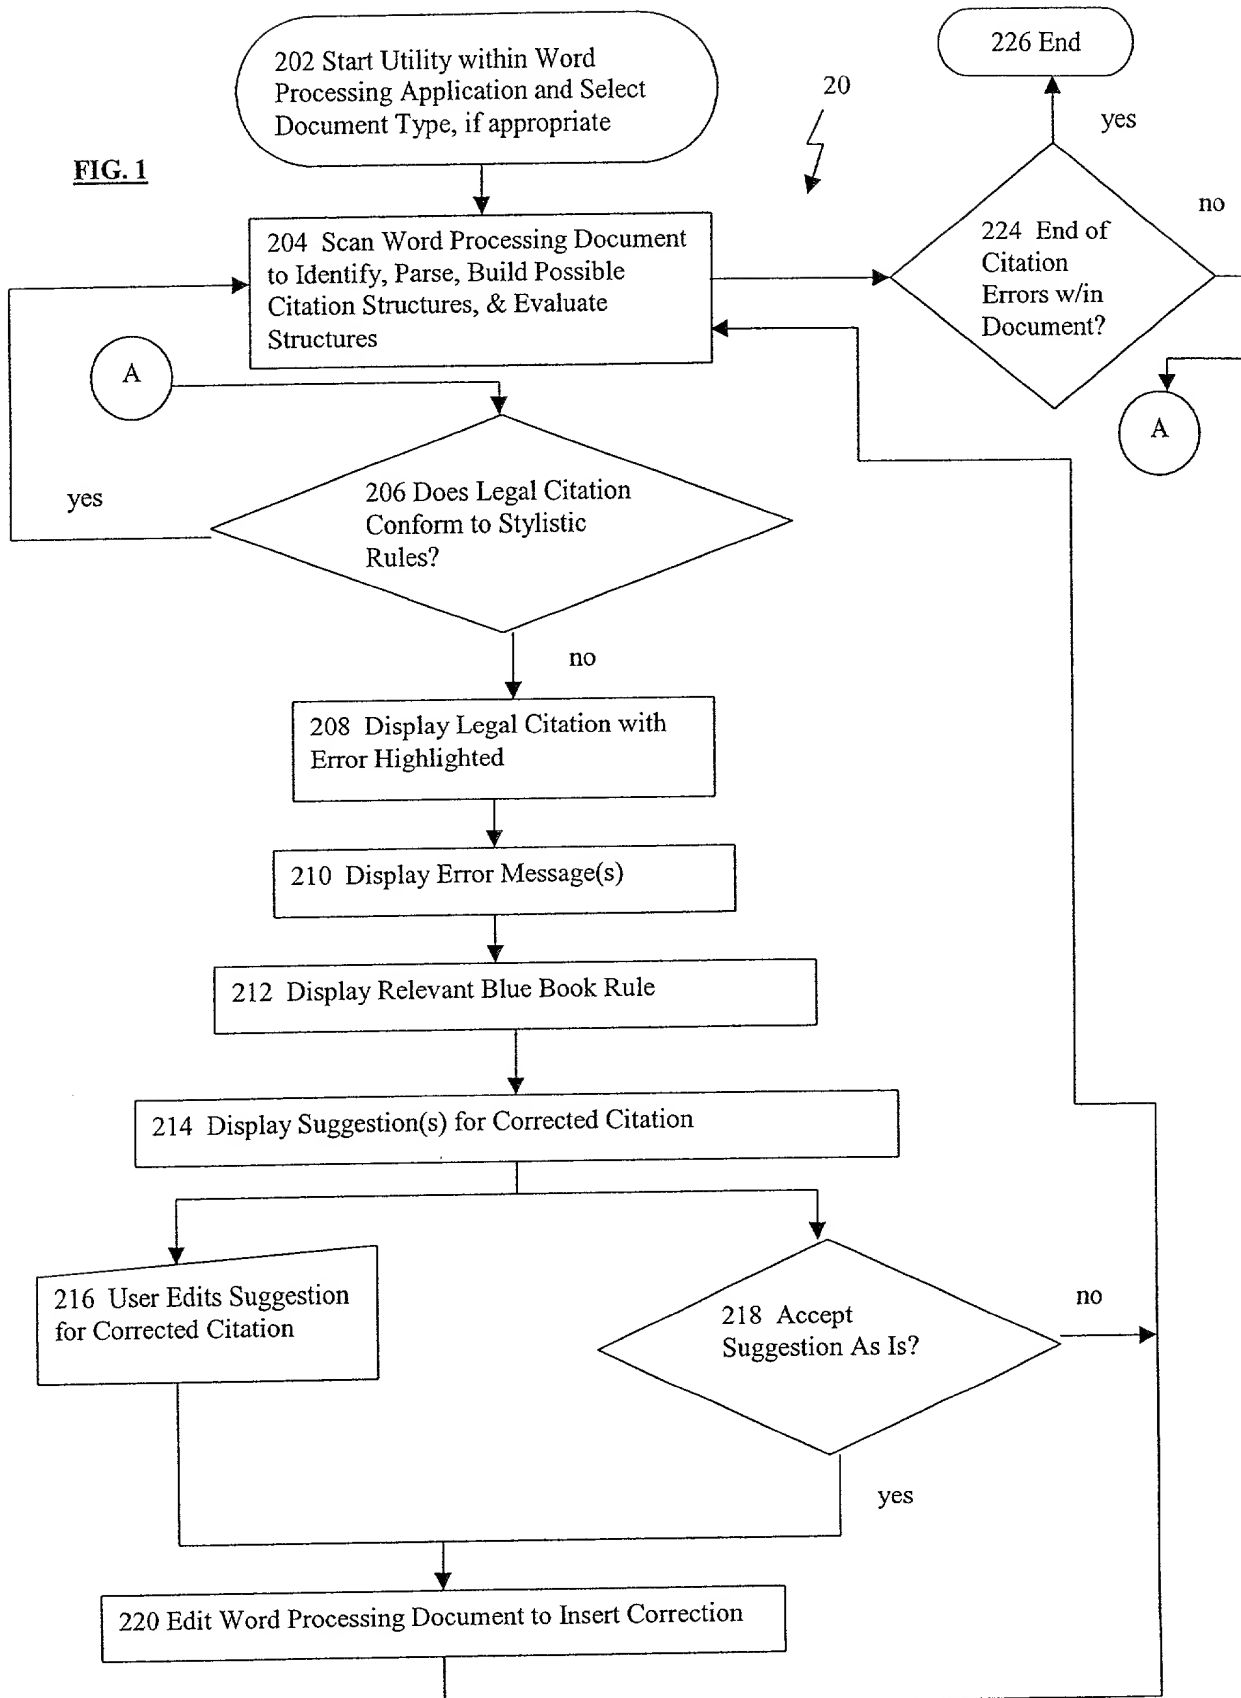 202 Start Utility within Word
Processing Application and Select
Document Type, if appropriate
226 End
20
yes
FIG. 1
no
204 Scan Word Processing Document
to Identify, Parse, Build Possible
Citation Structures, & Evaluate
Structures
224 End of
Citation
Errors w/in
Document?
A
A
yes
206 Does Legal Citation
Conform to Stylistic
Rules?
no
208 Display Legal Citation with
Error Highlighted
210 Display Error Message(s)
212 Display Relevant Blue Book Rule
214 Display Suggestion(s) for Corrected Citation
216 User Edits Suggestion
for Corrected Citation
218 Accept
Suggestion As Is?
no
yes
220 Edit Word Processing Document to Insert Correction